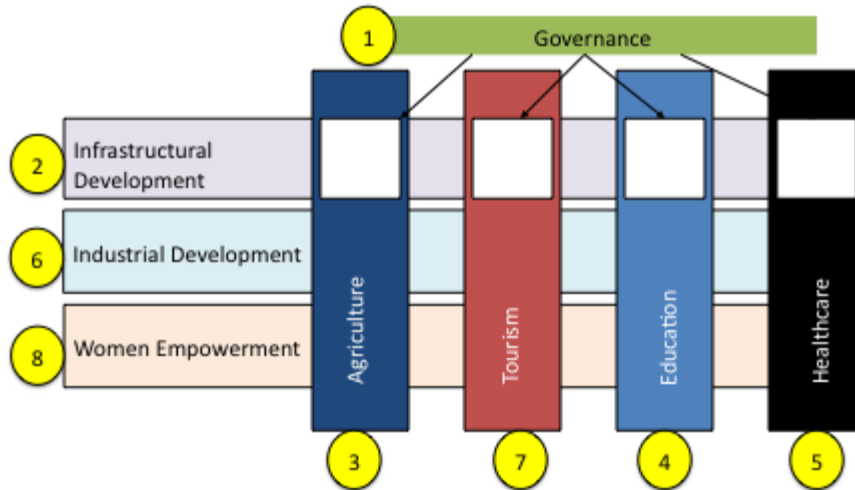 1
Governance
2
Infrastructural
Development
6
Industrial Development
8
Women Empowerment
Agriculture
Tourism
Education
Healthcare
3
7
4
5